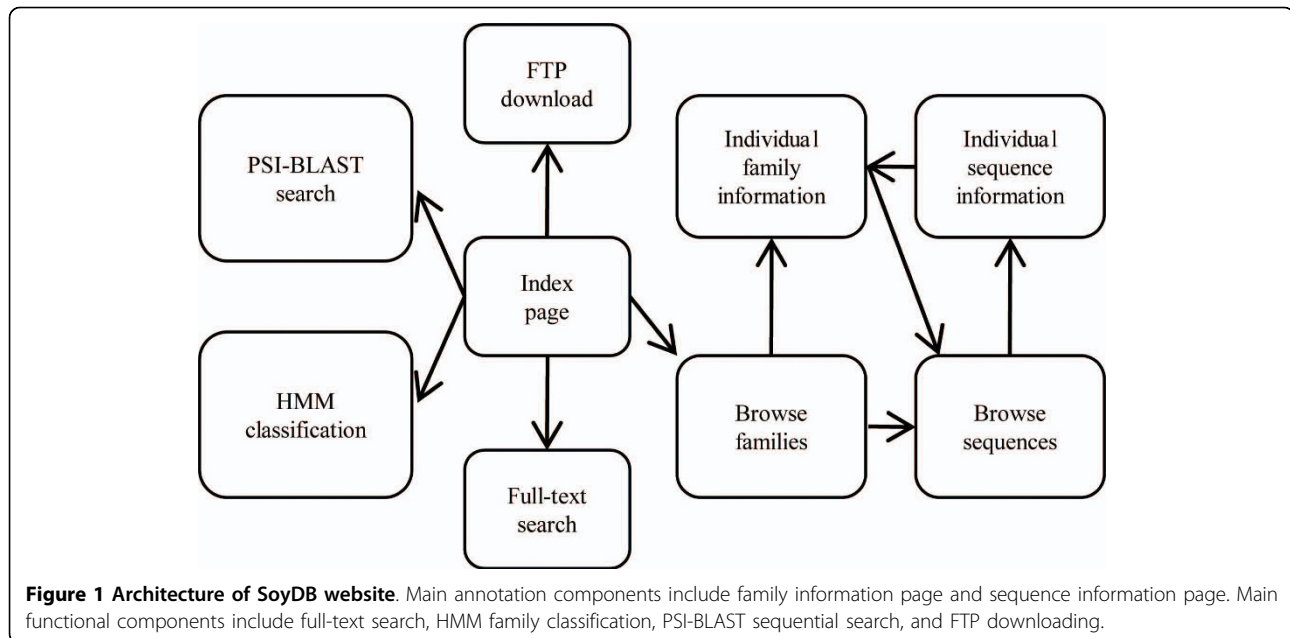 FTP
download
PSI-BLAST
search
Individual
family
information
Individual
sequence
information
Index
page
HMM
classification
Browse
families
Browse
sequences
Full-text
search
Figure 1 Architecture of SoyDB website. Main annotation components include family information page and sequence information page. Main
functional components include full-text search, HMM family classification, PSI-BLAST sequential search, and FTP downloading.